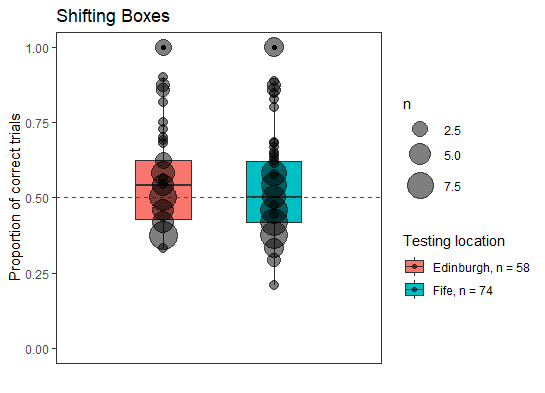 Shifting Boxes
Proportion of correct trials
1.00
0.75
0.50
0.25
0.00
n
2.5
5.0
7.5
Testing location
Edinburgh, n = 58
Fife, n = 74